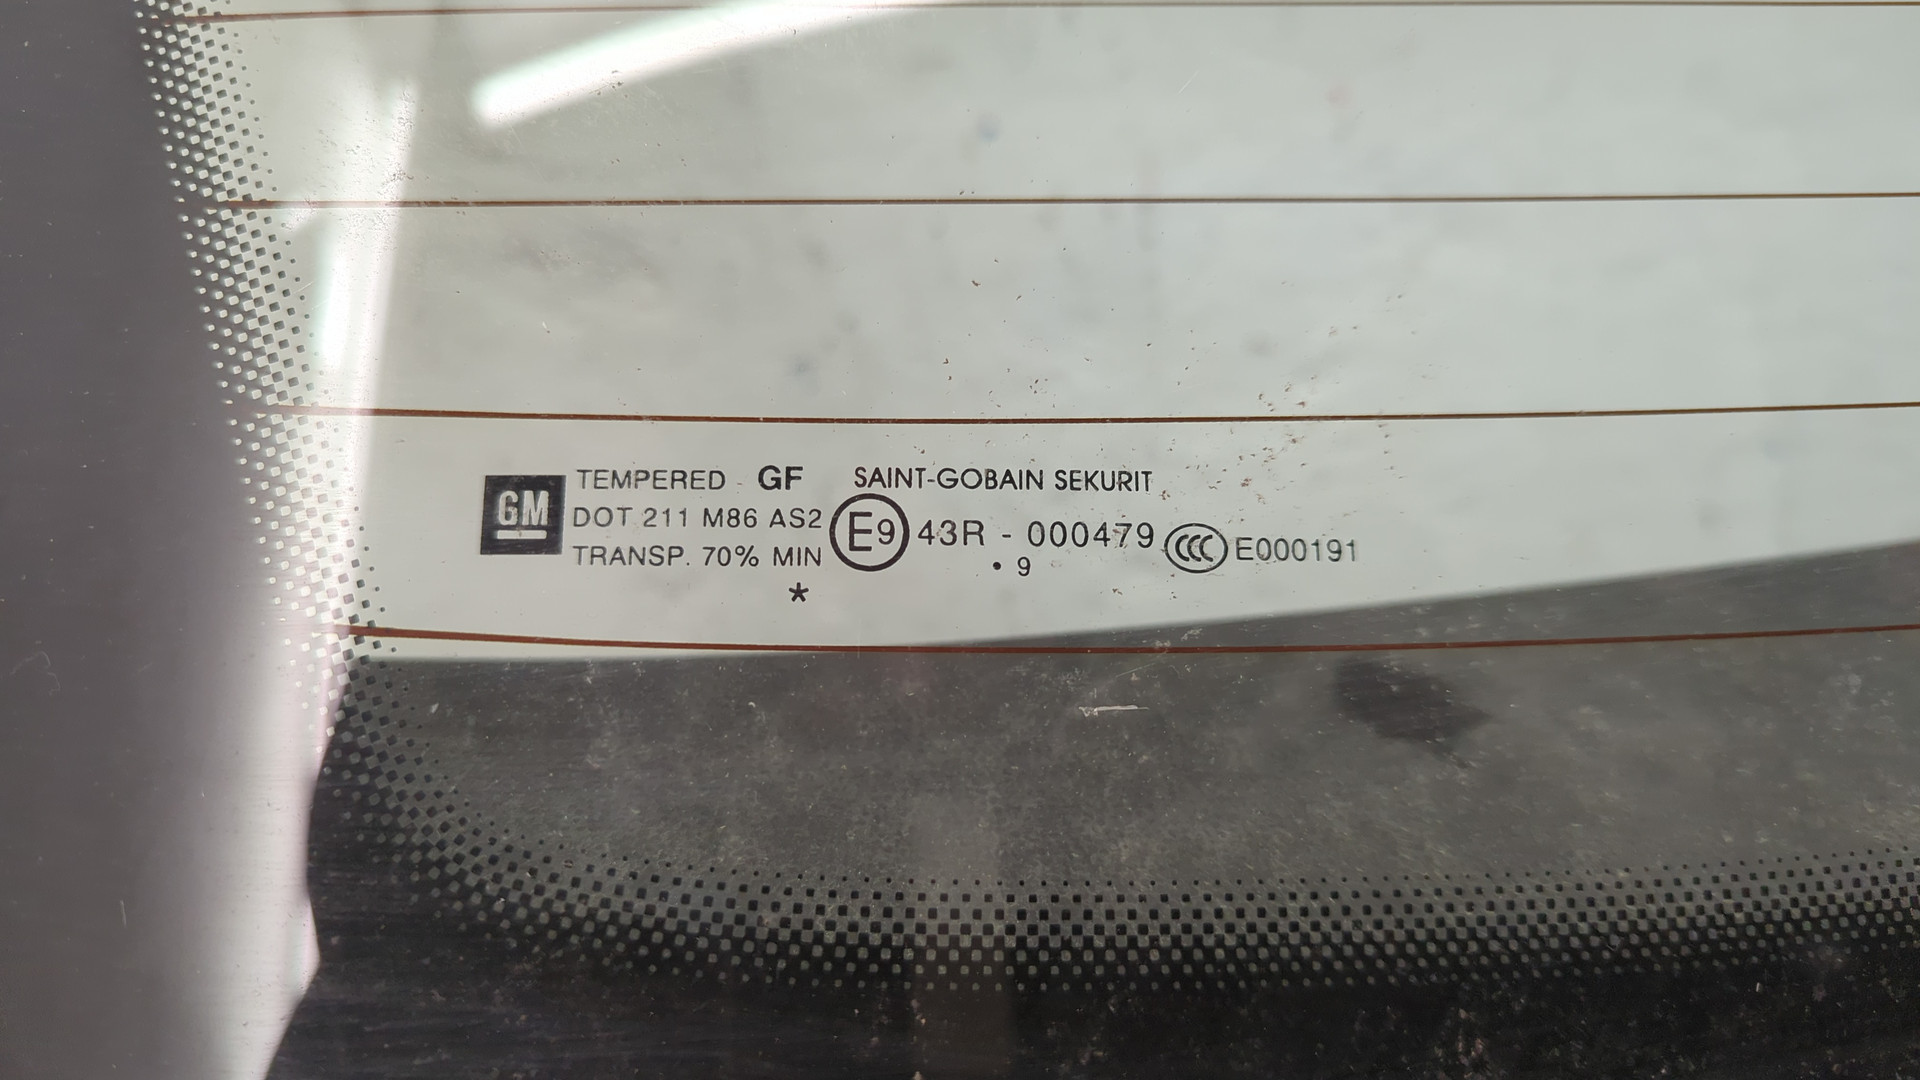 GM
TEMPERED GF SAINT-GOBAIN SEKURIT
DOT 211 M86 AS2 E9 43R - 000479 CCC E000191
TRANSP. 70% MIN • 9
*